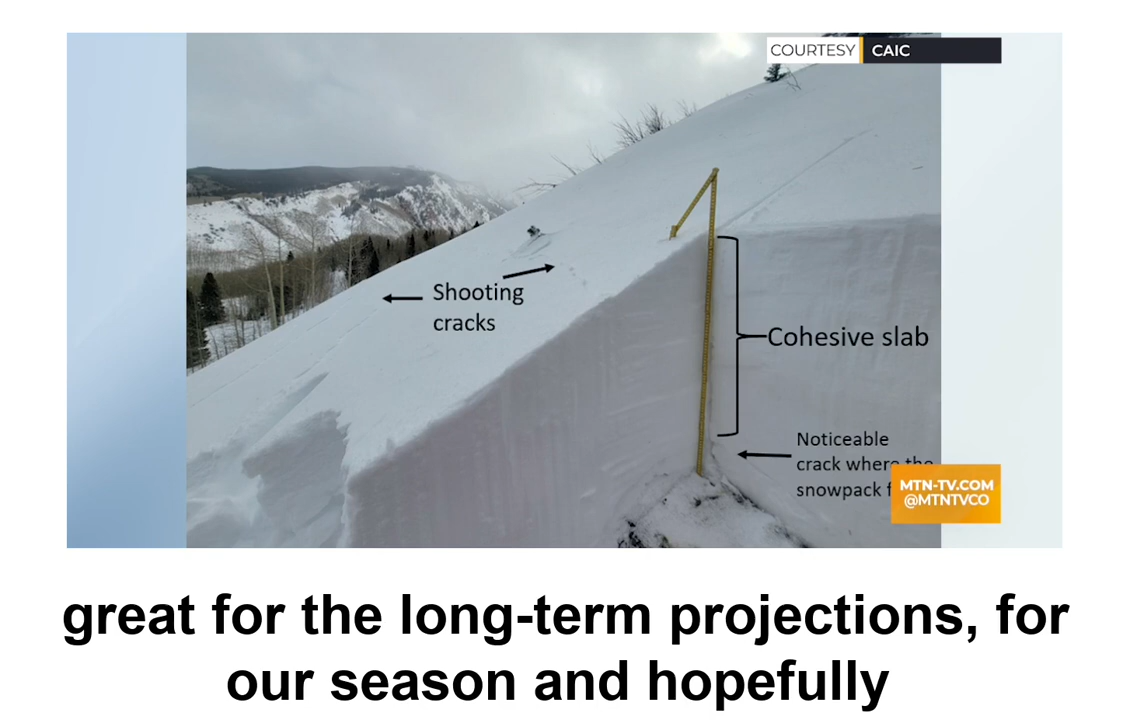 COURTESY CAIC
Shooting
cracks
Cohesive slab
Noticeable
crack where the
snowpack
MTN-TV.COM
@MTNTVCO
great for the long-term projections, for
our season and hopefully